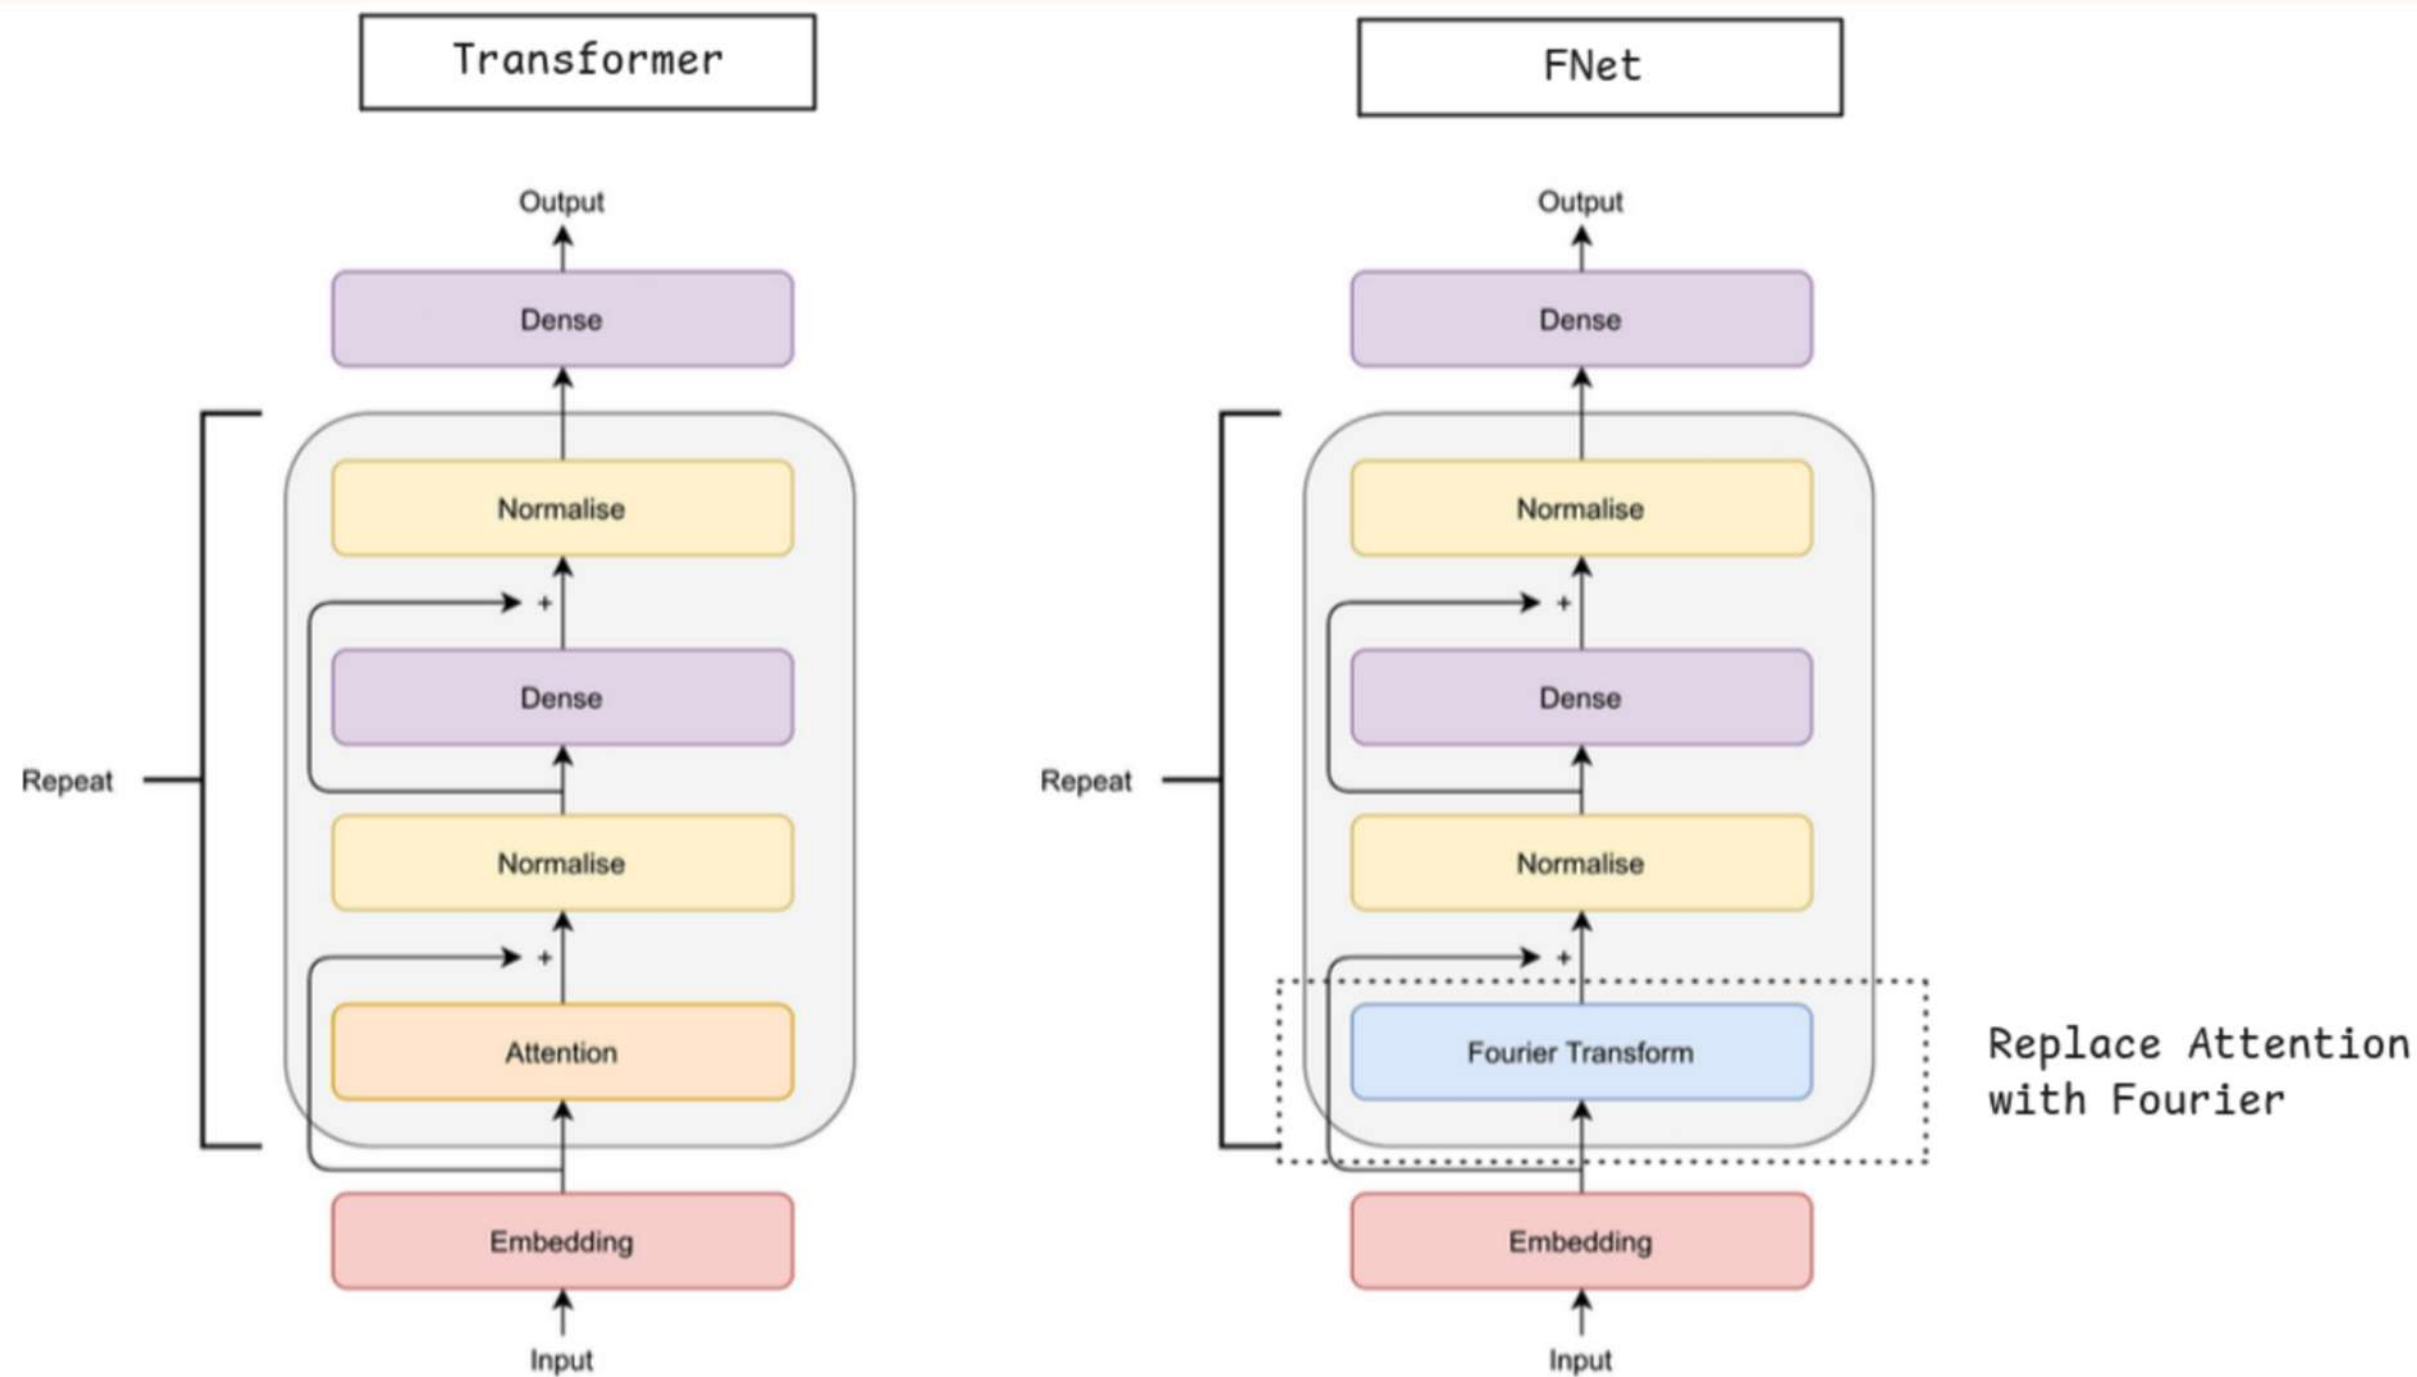 Transformer
Output
Dense
Normalise
+
Dense
Repeat
Normalise
+
Attention
Embedding
Input
FNet
Output
Dense
Normalise
+
Dense
Repeat
Normalise
+
Fourier Transform
Replace Attention
with Fourier
Embedding
Input